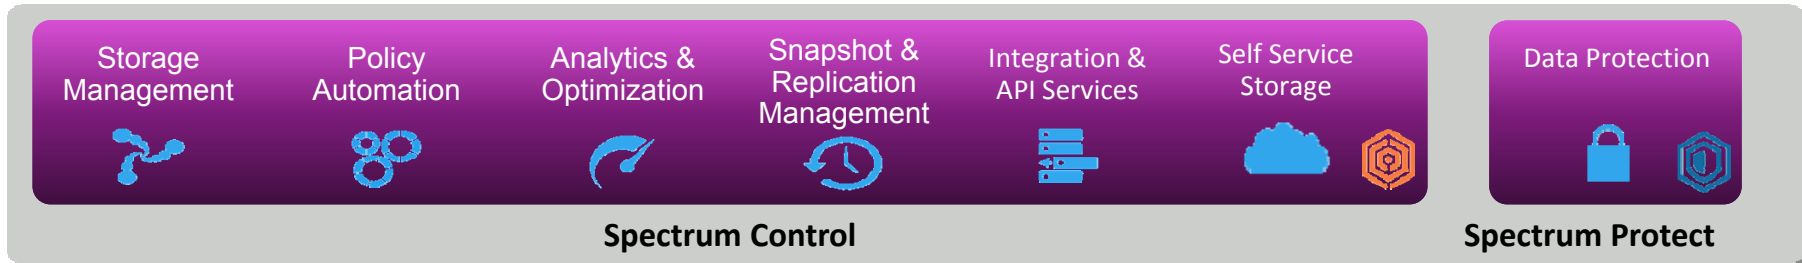 Storage
Management
Policy
Automation
Analytics &
Optimization
Snapshot &
Replication
Management
Integration &
API Services
Self Service
Storage
Data Protection
Spectrum Control
Spectrum Protect